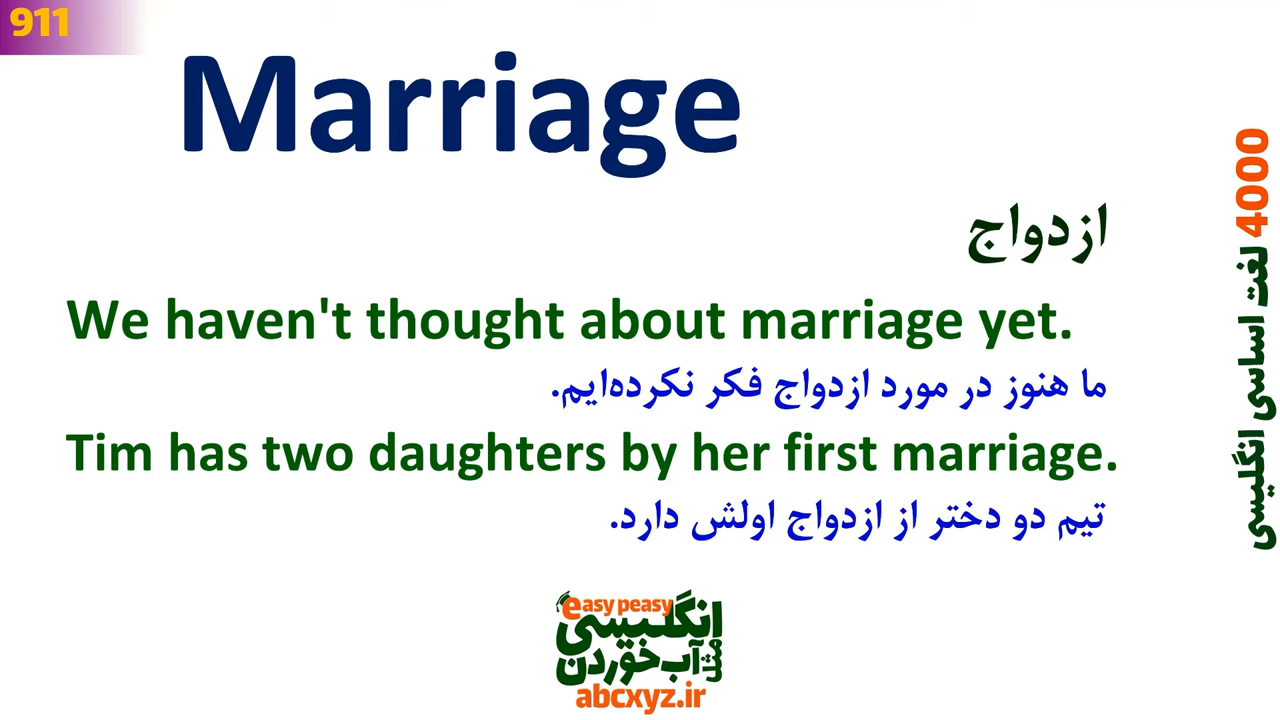 911
Marriage
ازدواج
We haven't thought about marriage yet.
ما هنوز در مورد ازدواج فکر نکرده‌ایم.
Tim has two daughters by her first marriage.
تیم دو دختر از ازدواج اولش دارد.
4000 لغت اساسی انگلیسی
easy peasy
انگلیسی
مثل آب خوردن
abcxyz.ir